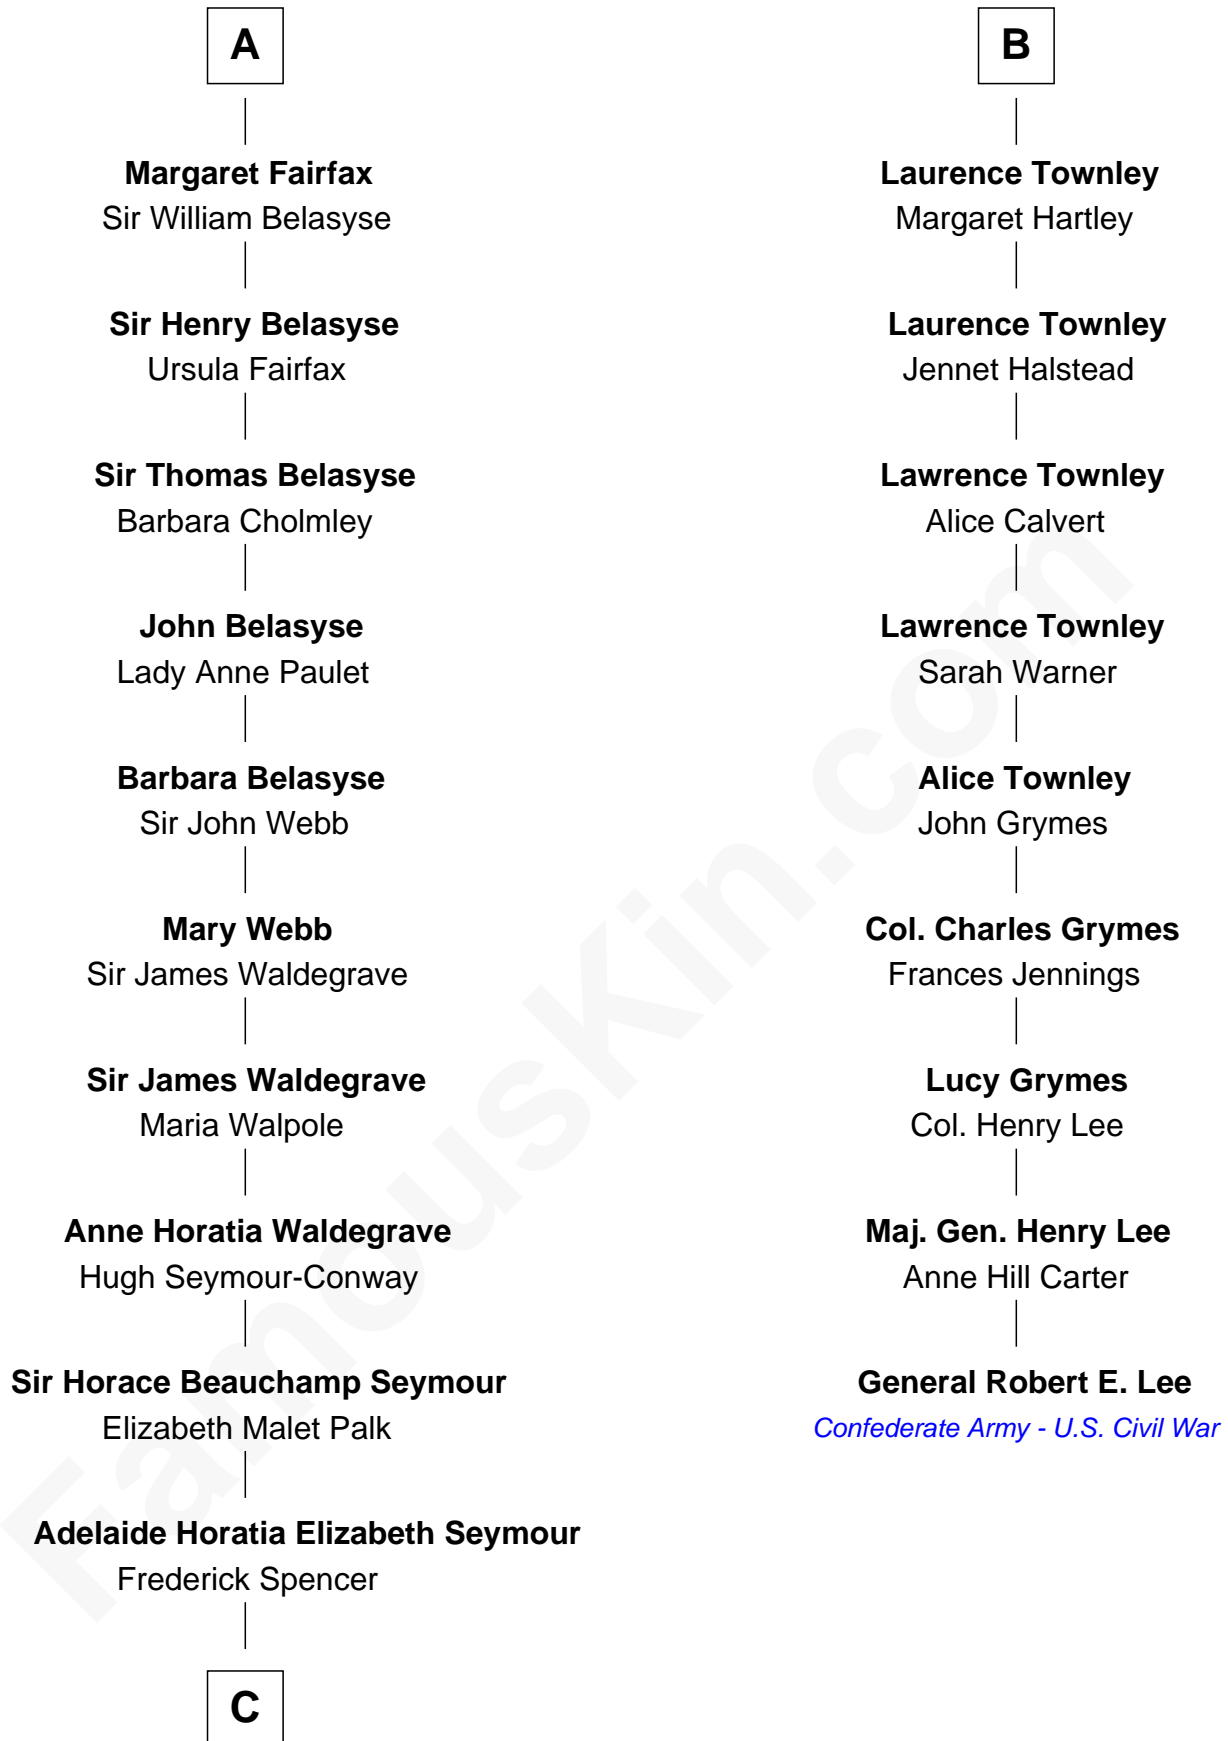 A
Margaret Fairfax
Sir William Belasyse
Sir Henry Belasyse
Ursula Fairfax
Sir Thomas Belasyse
Barbara Cholmley
John Belasyse
Lady Anne Paulet
Barbara Belasyse
Sir John Webb
Mary Webb
Sir James Waldegrave
Sir James Waldegrave
Maria Walpole
Anne Horatia Waldegrave
Hugh Seymour-Conway
Sir Horace Beauchamp Seymour
Elizabeth Malet Palk
Adelaide Horatia Elizabeth Seymour
Frederick Spencer
C
B
Laurence Townley
Margaret Hartley
Laurence Townley
Jennet Halstead
Lawrence Townley
Alice Calvert
Lawrence Townley
Sarah Warner
Alice Townley
John Grymes
Col. Charles Grymes
Frances Jennings
Lucy Grymes
Col. Henry Lee
Maj. Gen. Henry Lee
Anne Hill Carter
General Robert E. Lee
Confederate Army - U.S. Civil War
FamousKin.com